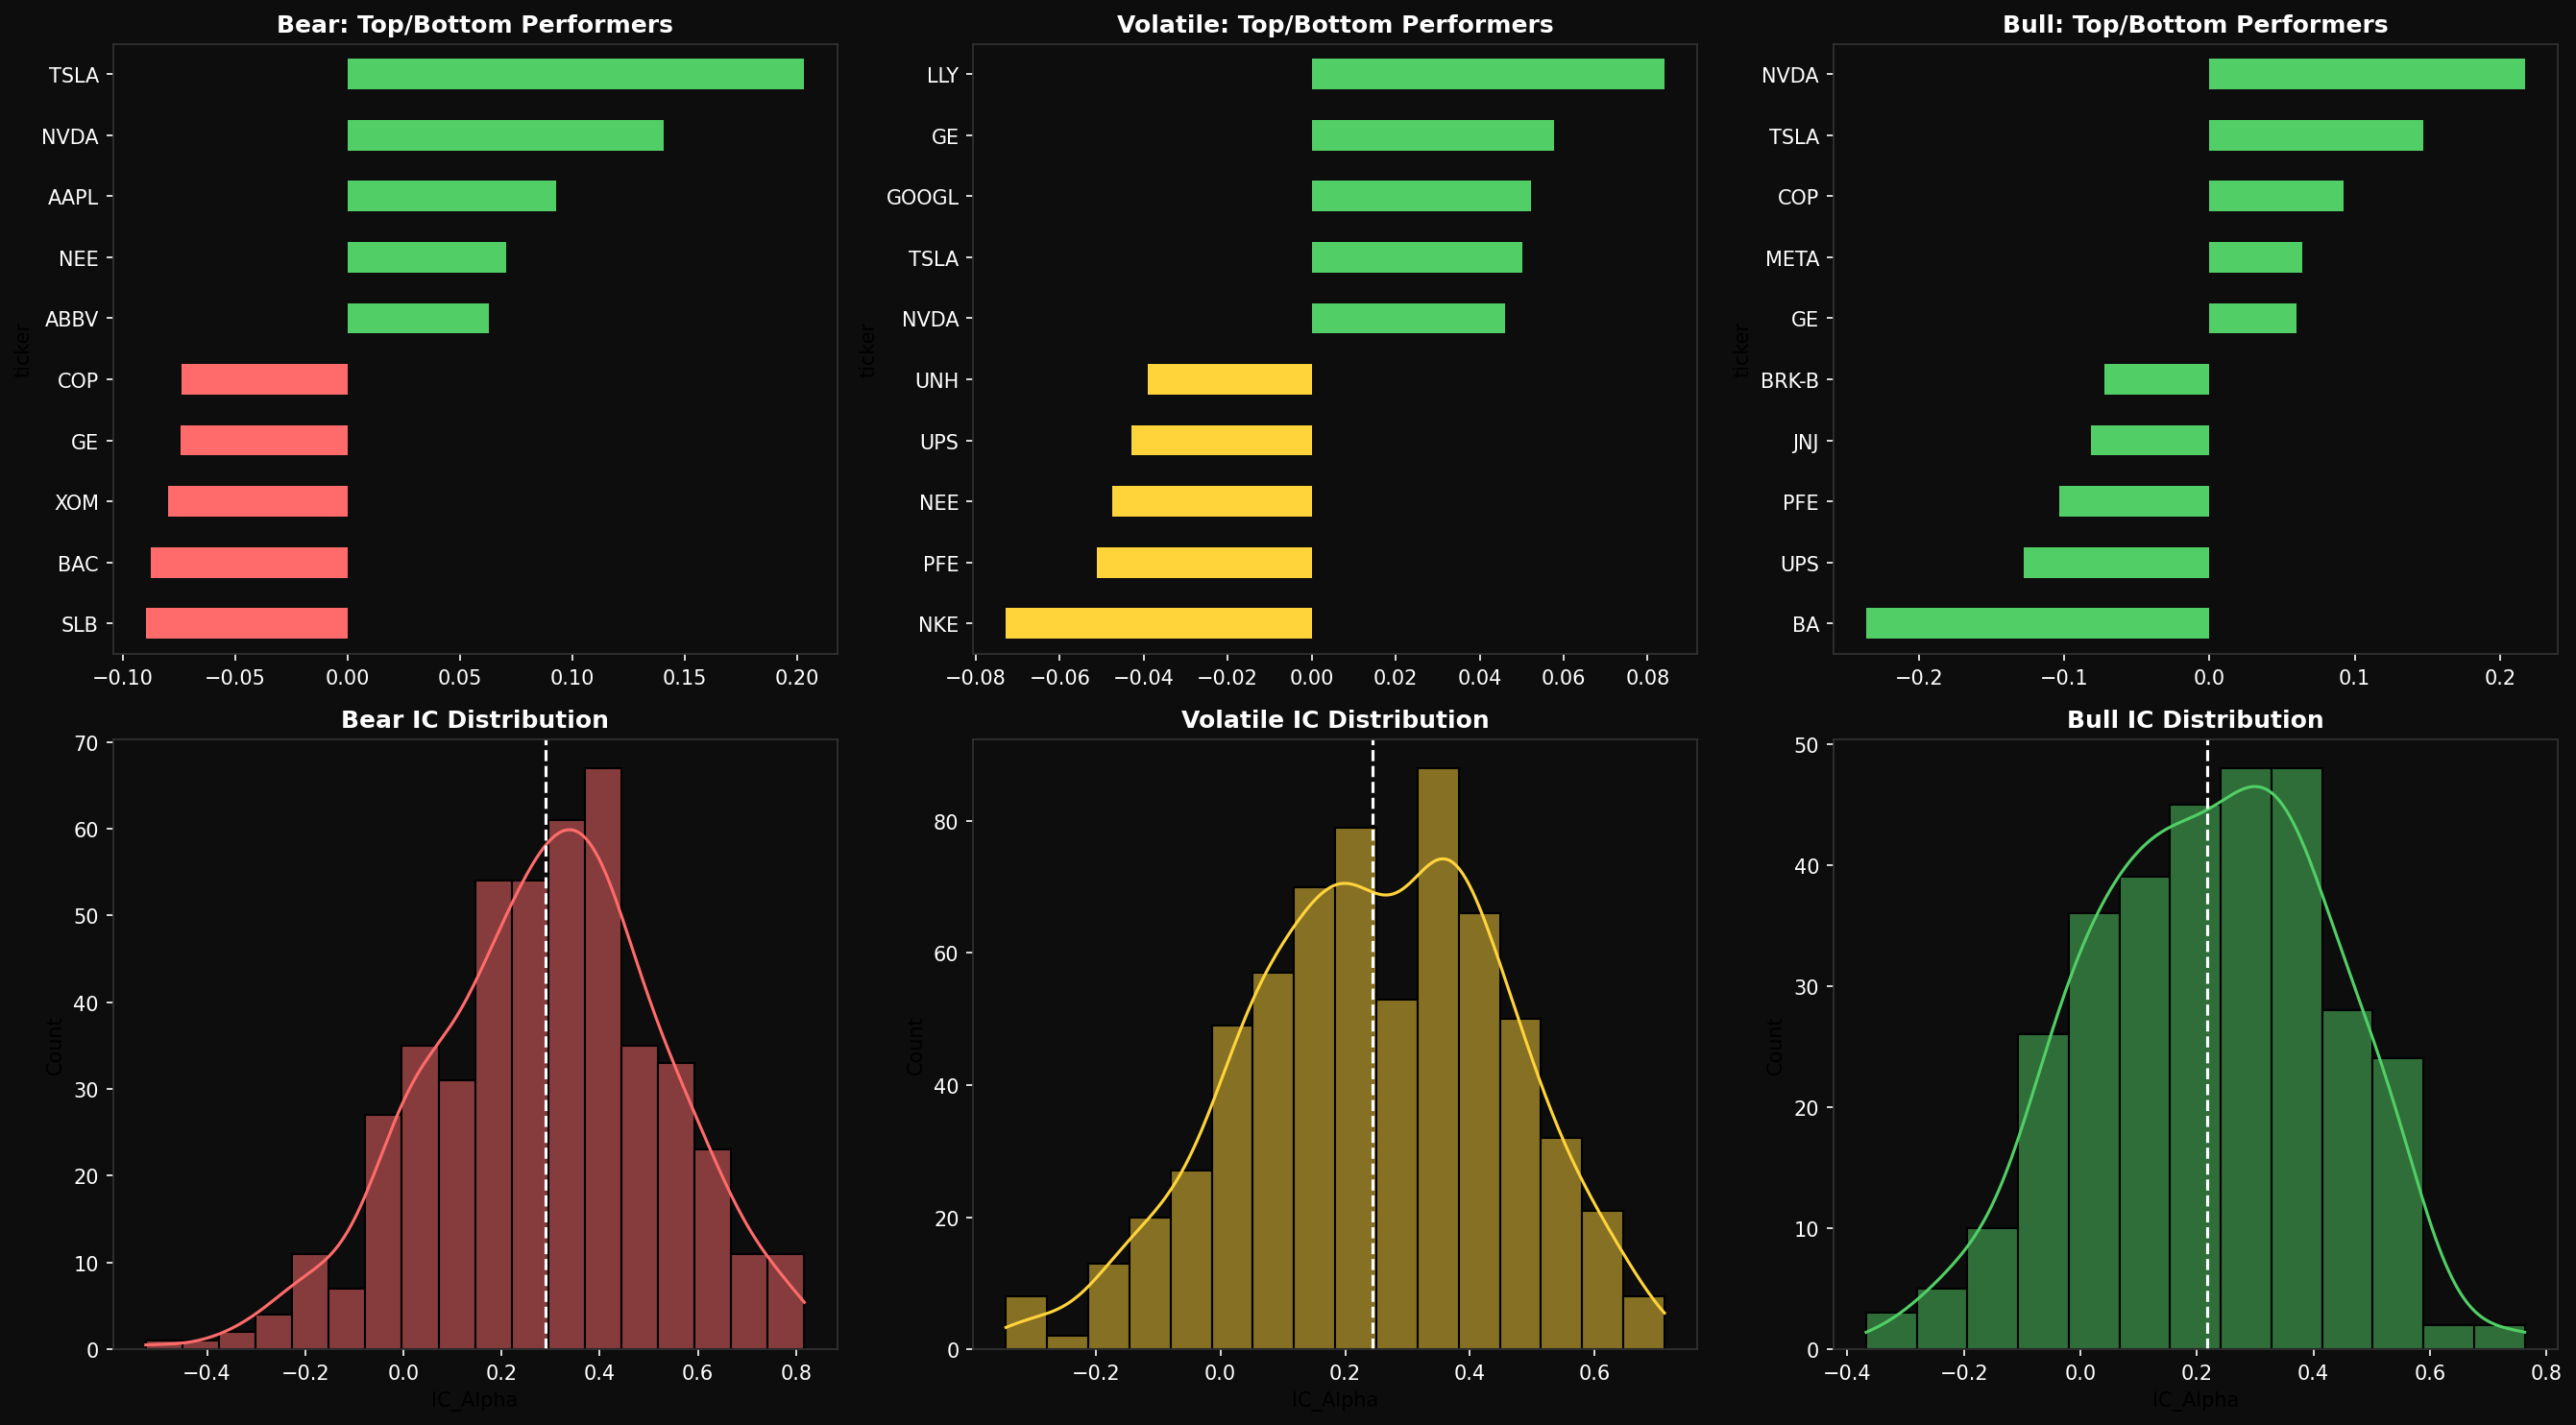 Bear: Top/Bottom Performers
TSLA
NVDA
AAPL
NEE
ABBV
COP
GE
XOM
BAC
SLB
ticker
−0.10 −0.05 0.00 0.05 0.10 0.15 0.20
Volatile: Top/Bottom Performers
LLY
GE
GOOGL
TSLA
NVDA
UNH
UPS
NEE
PFE
NKE
ticker
−0.08 −0.06 −0.04 −0.02 0.00 0.02 0.04 0.06 0.08
Bull: Top/Bottom Performers
NVDA
TSLA
COP
META
GE
BRK-B
JNJ
PFE
UPS
BA
ticker
−0.2 −0.1 0.0 0.1 0.2
Bear IC Distribution
70
60
50
40
30
20
10
0
Count
−0.4 −0.2 0.0 0.2 0.4 0.6 0.8
IC_Alpha
Volatile IC Distribution
80
60
40
20
0
Count
−0.2 0.0 0.2 0.4 0.6
IC_Alpha
Bull IC Distribution
50
40
30
20
10
0
Count
−0.4 −0.2 0.0 0.2 0.4 0.6 0.8
IC_Alpha